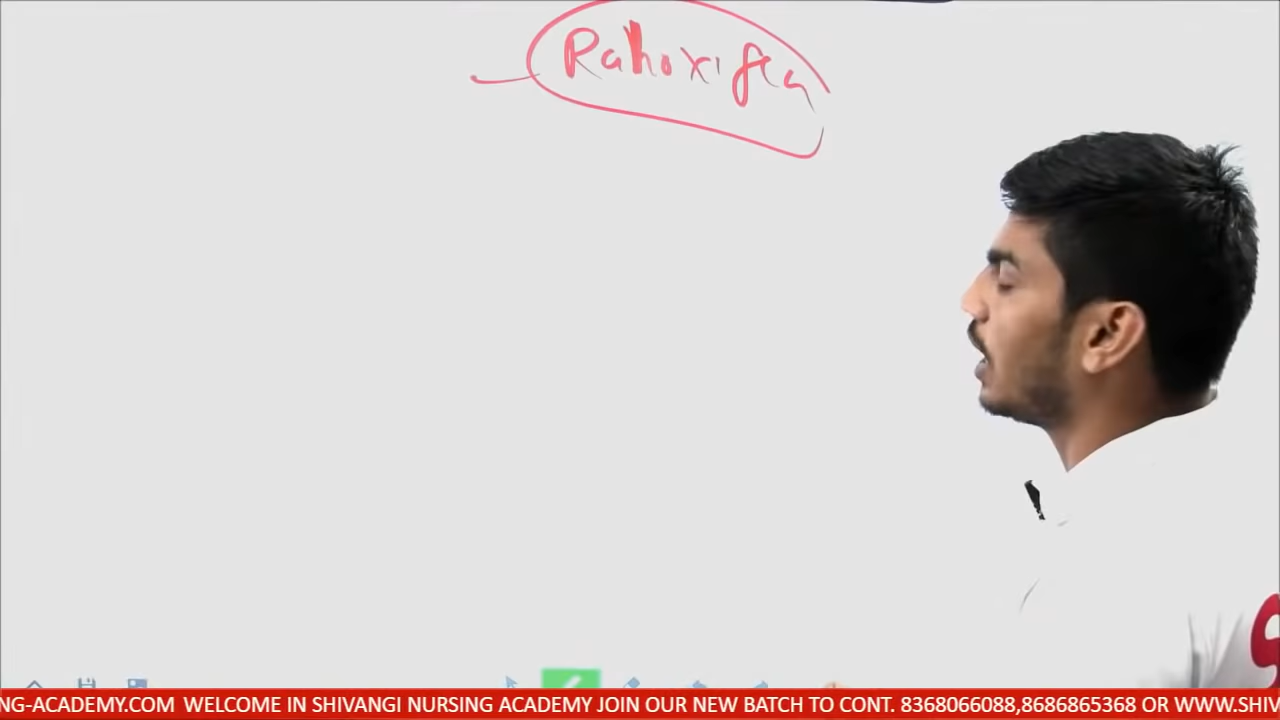 Rahoxifea
NG-ACADEMY.COM WELCOME IN SHIVANGI NURSING ACADEMY JOIN OUR NEW BATCH TO CONT. 8368066088,8686865368 OR WWW.SHIV